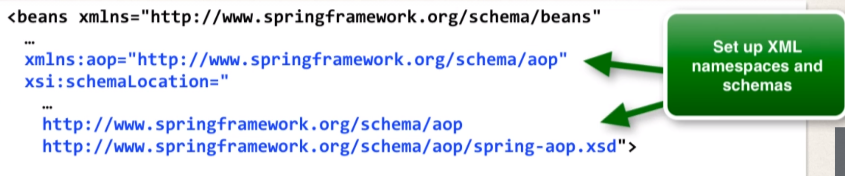 <beans xmlns="http://www.springframework.org/schema/beans"
…
xmlns:aop="http://www.springframework.org/schema/aop"
xsi:schemaLocation="
…
http://www.springframework.org/schema/aop
http://www.springframework.org/schema/aop/spring-aop.xsd">
Set up XML
namespaces and
schemas